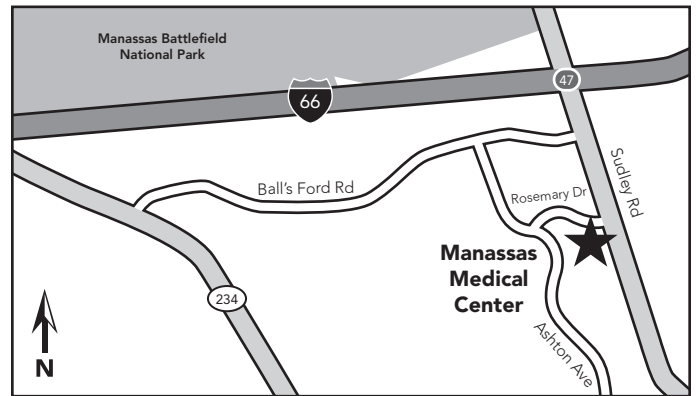 Manassas Battlefield
National Park
66
47
Ball's Ford Rd
Sudley Rd
Rosemary Dr
Manassas
Medical
Center
234
Ashton Ave
N